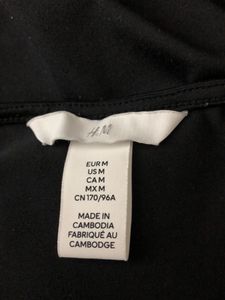 H&M
EUR M
US M
CA M
MX M
CN 170/96A
MADE IN
CAMBODIA
FABRIQUÉ AU
CAMBODGE